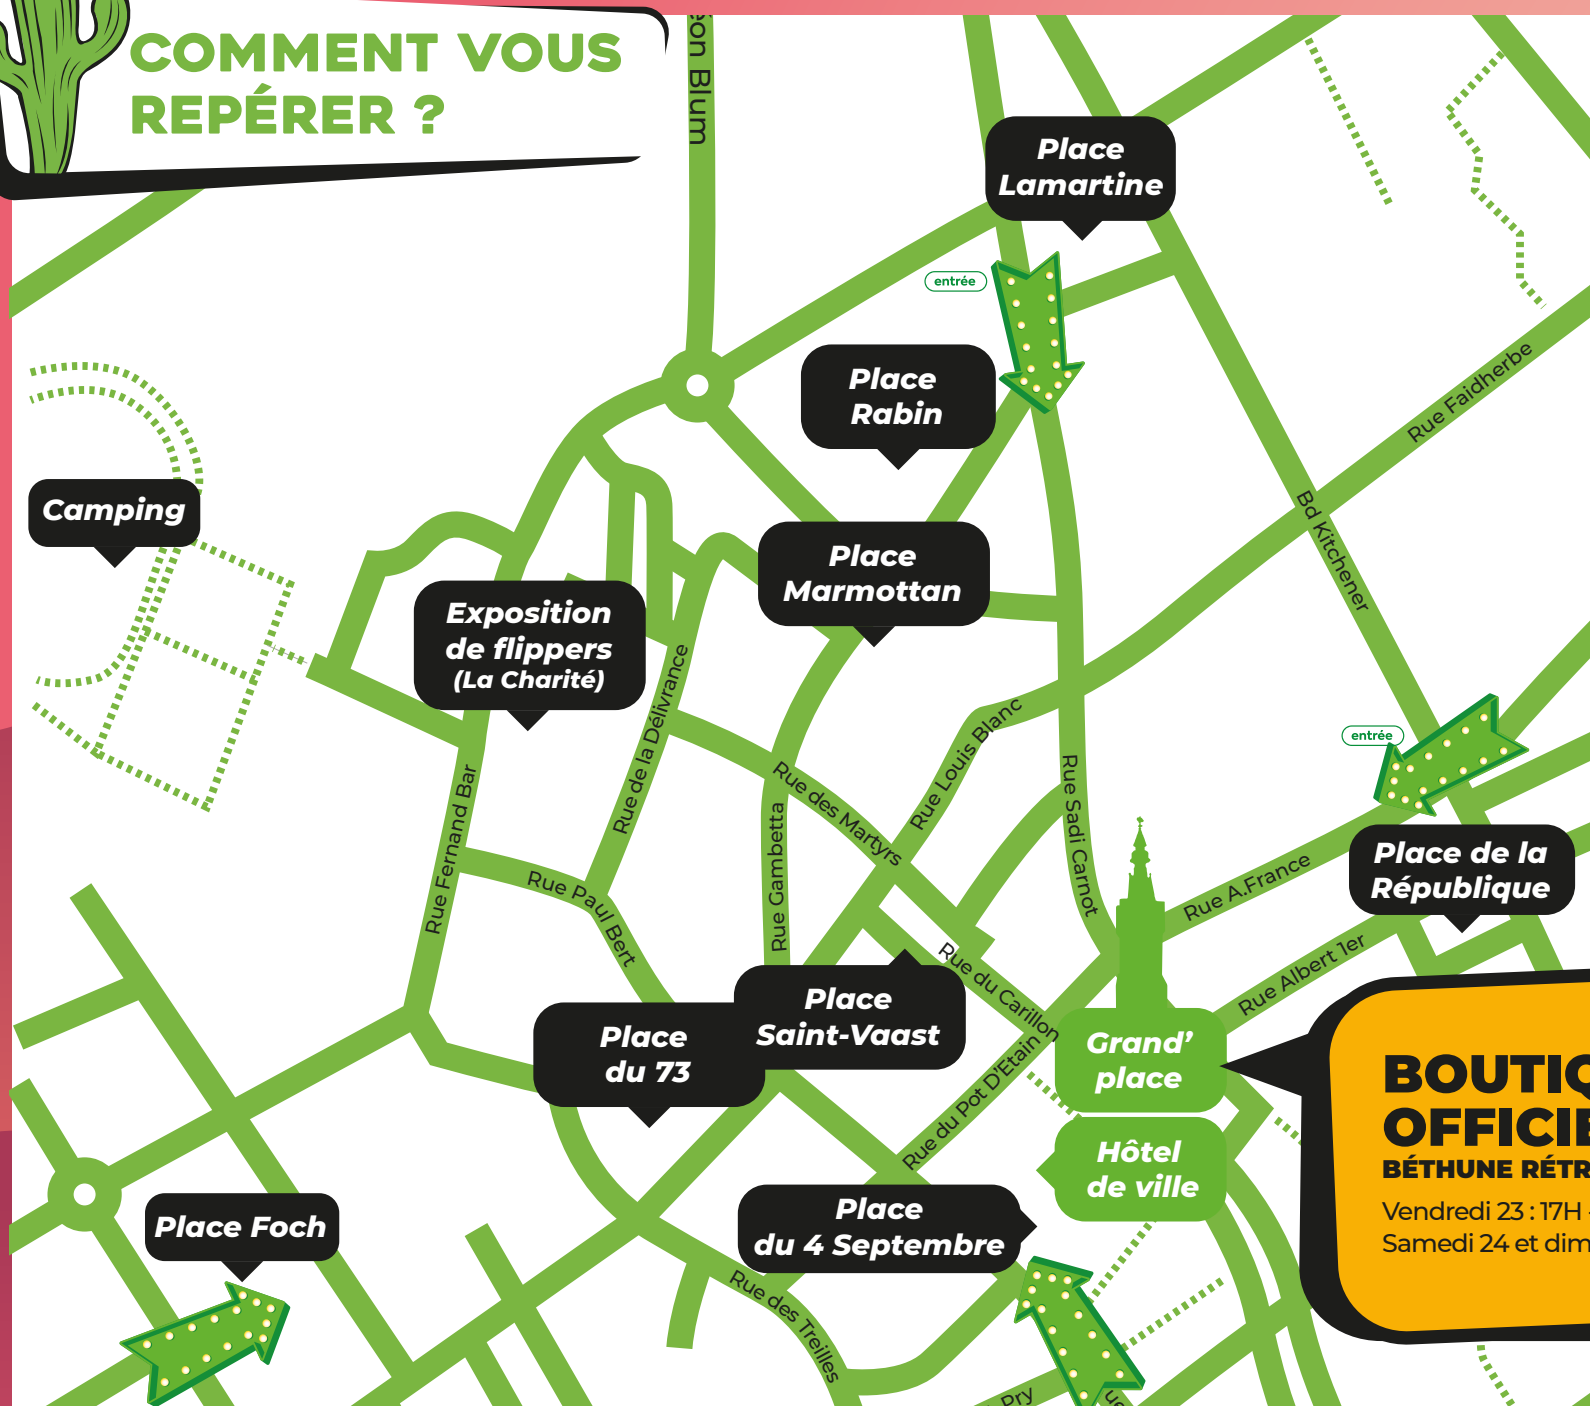 COMMENT VOUS
REPÉRER ?
on Blum
Place
Lamartine
entrée
Place
Rabin
Rue Faidherbe
Camping
Bd Kitchener
Place
Marmottan
Exposition
de flippers
(La Charité)
Rue de la Délivrance
Rue Louis Blanc
entrée
Rue Fernand Bar
Rue des Martyrs
Rue Sadi Carnot
Rue Gambetta
Place de la
République
Rue A.France
Rue Paul Bert
Rue Albert 1er
Rue du Carillon
Place
Saint-Vaast
Place
du 73
Grand'
place
Rue du Pot D'Etain
BOUTIQ
OFFICIE
BÉTHUNE RÉTR
Vendredi 23 : 17H
Samedi 24 et dim
Hôtel
de ville
Place Foch
Place
du 4 Septembre
Rue des Treilles
Pry